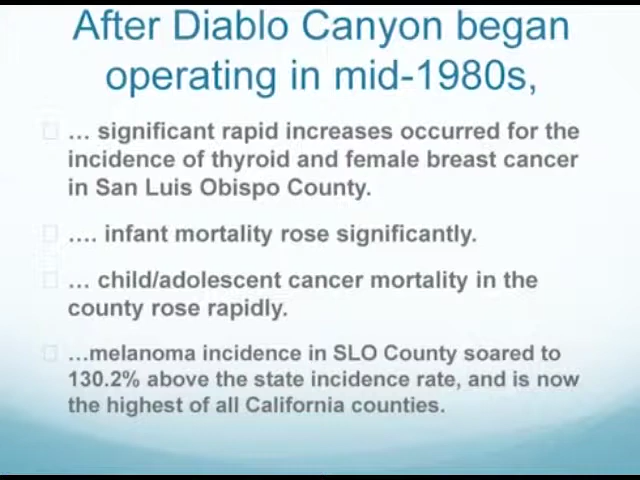 After Diablo Canyon began
operating in mid-1980s,
… significant rapid increases occurred for the
incidence of thyroid and female breast cancer
in San Luis Obispo County.
…. infant mortality rose significantly.
… child/adolescent cancer mortality in the
county rose rapidly.
…melanoma incidence in SLO County soared to
130.2% above the state incidence rate, and is now
the highest of all California counties.